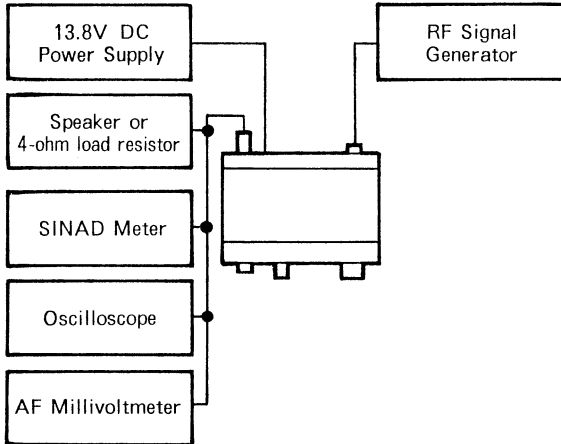 13.8V DC
Power Supply
RF Signal
Generator
Speaker or
4-ohm load resistor
SINAD Meter
Oscilloscope
AF Millivoltmeter